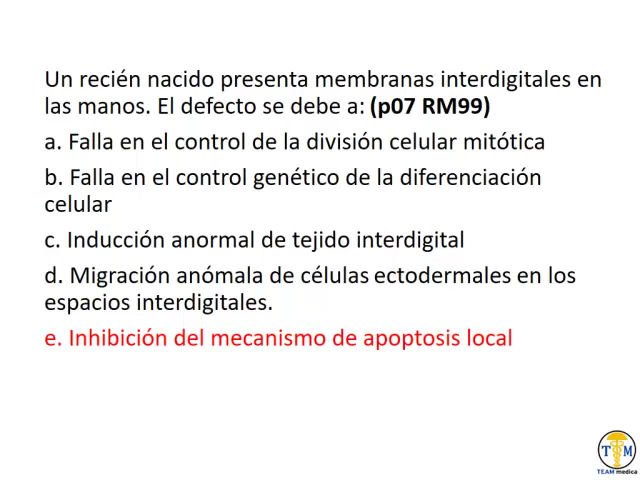 Un recién nacido presenta membranas interdigitales en
las manos. El defecto se debe a: (p07 RM99)
a. Falla en el control de la división celular mitótica
b. Falla en el control genético de la diferenciación
celular
c. Inducción anormal de tejido interdigital
d. Migración anómala de células ectodermales en los
espacios interdigitales.
e. Inhibición del mecanismo de apoptosis local
T M
TEAM medica